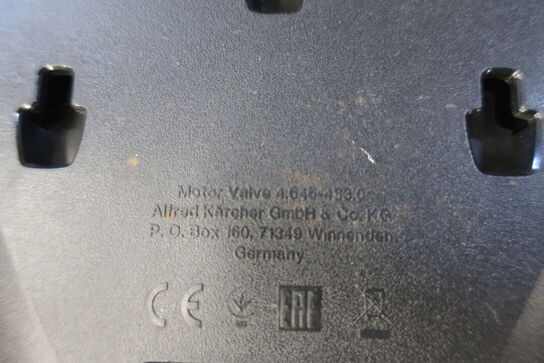 Motor Valve 4.646-433.0
Alfred Kärcher GmbH & Co. KG
P. O. Box 160, 71349 Winnenden,
Germany
CE EAC